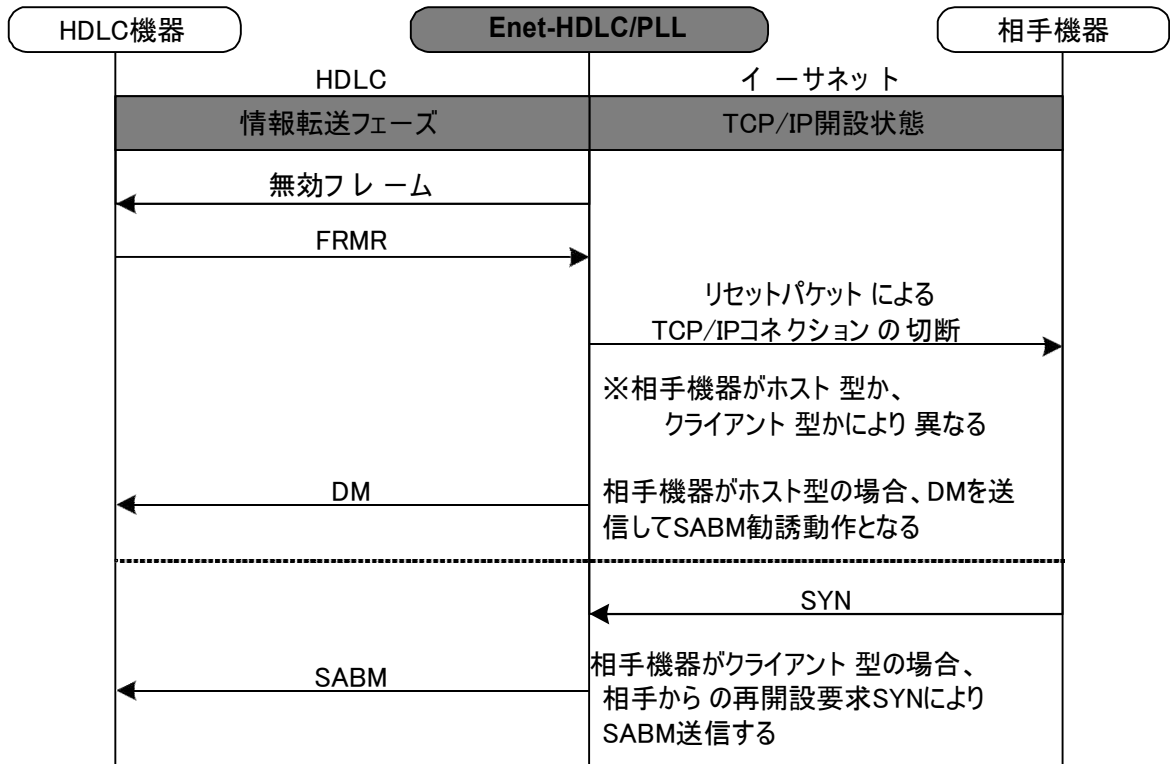 HDLC機器
Enet-HDLC/PLL
相手機器
HDLC
イーサネット
情報転送フェーズ
TCP/IP開設状態
無効フレーム
FRMR
リセットパケットによる
TCP/IPコネクションの切断
※相手機器がホスト型か、
クライアント型かにより異なる
DM
相手機器がホスト型の場合、DMを送
信してSABM勧誘動作となる
SYN
SABM
相手機器がクライアント型の場合、
相手からの再開設要求SYNにより
SABM送信する